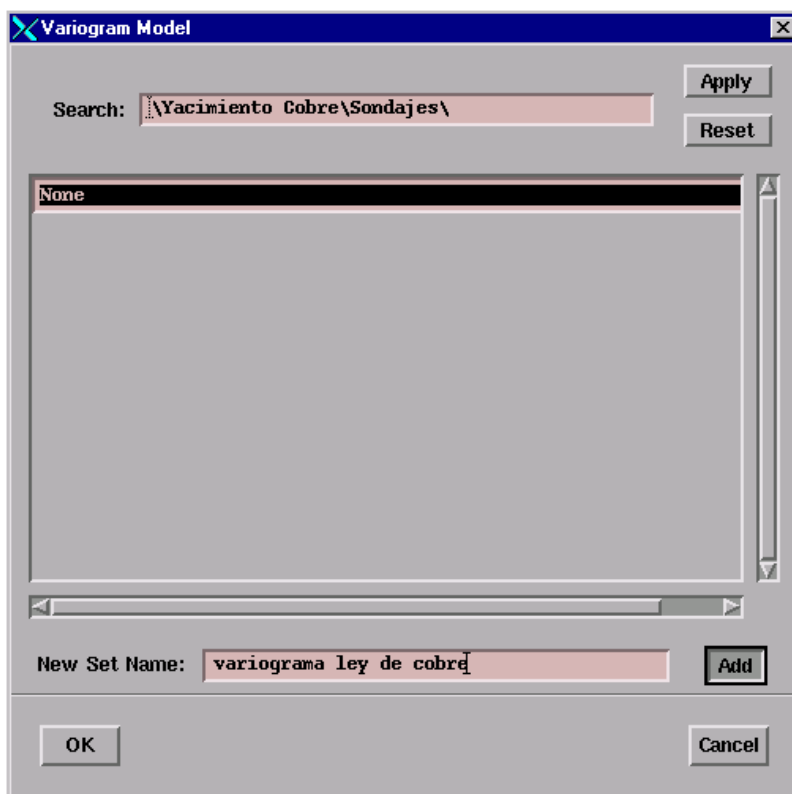 Variogram Model
Apply
Search: \Yacimiento Cobre\Sondajes\
Reset
None
New Set Name: variograma ley de cobre Add
OK Cancel